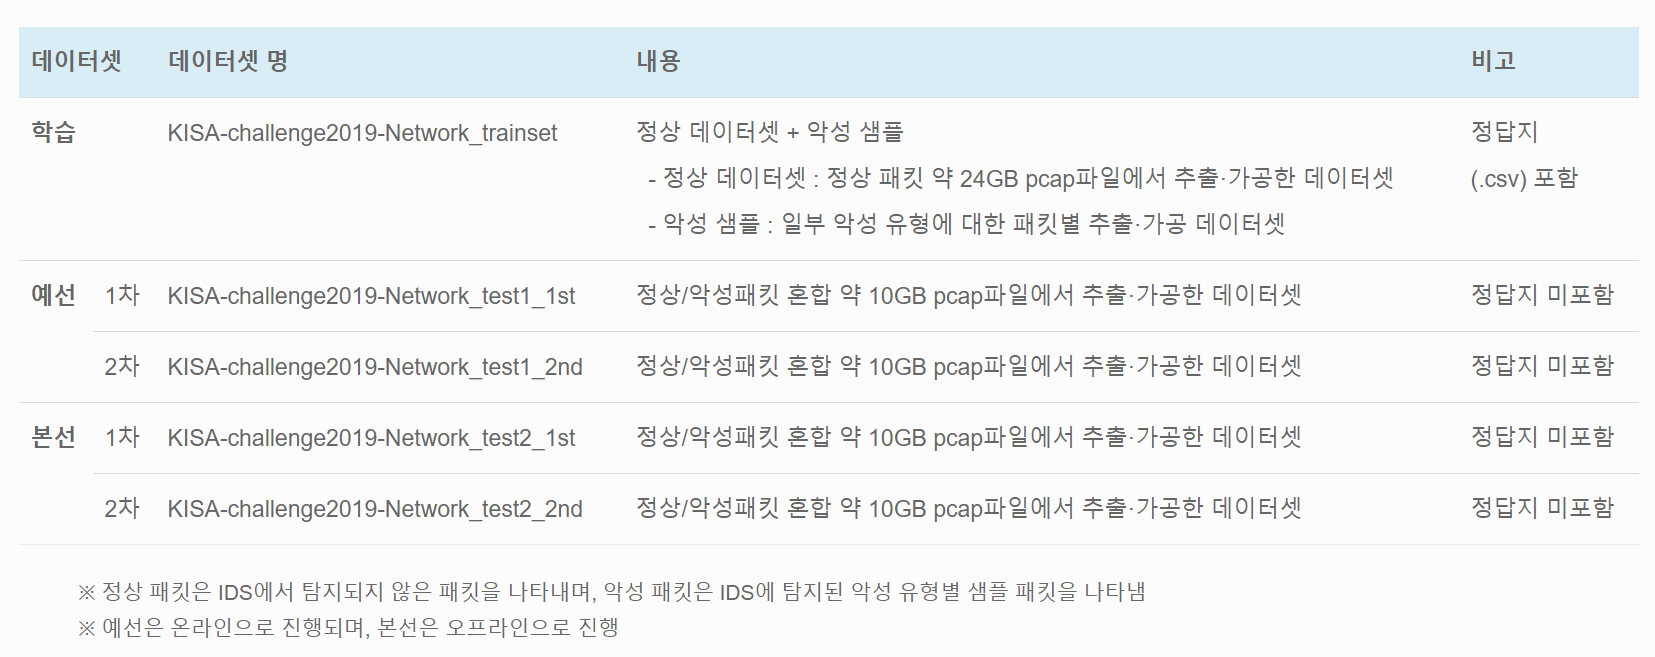 데이터셋 데이터셋 명 내용 비고
학습 KISA-challenge2019-Network_trainset 정상 데이터셋 + 악성 샘플 정답지
- 정상 데이터셋 : 정상 패킷 약 24GB pcap파일에서 추출·가공한 데이터셋 (.csv) 포함
- 악성 샘플 : 일부 악성 유형에 대한 패킷별 추출·가공 데이터셋
예선 1차 KISA-challenge2019-Network_test1_1st 정상/악성패킷 혼합 약 10GB pcap파일에서 추출·가공한 데이터셋 정답지 미포함
2차 KISA-challenge2019-Network_test1_2nd 정상/악성패킷 혼합 약 10GB pcap파일에서 추출·가공한 데이터셋 정답지 미포함
본선 1차 KISA-challenge2019-Network_test2_1st 정상/악성패킷 혼합 약 10GB pcap파일에서 추출·가공한 데이터셋 정답지 미포함
2차 KISA-challenge2019-Network_test2_2nd 정상/악성패킷 혼합 약 10GB pcap파일에서 추출·가공한 데이터셋 정답지 미포함
※ 정상 패킷은 IDS에서 탐지되지 않은 패킷을 나타내며, 악성 패킷은 IDS에 탐지된 악성 유형별 샘플 패킷을 나타냄
※ 예선은 온라인으로 진행되며, 본선은 오프라인으로 진행